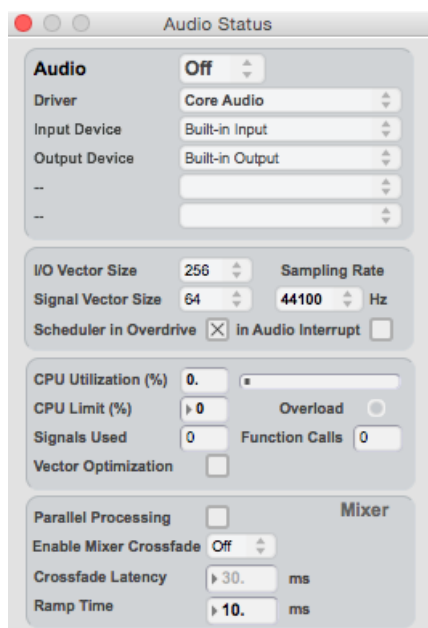 Audio Status
Audio Off
Driver Core Audio
Input Device Built-in Input
Output Device Built-in Output
--
--
I/O Vector Size 256 Sampling Rate
Signal Vector Size 64 44100 Hz
Scheduler in Overdrive in Audio Interrupt
CPU Utilization (%) 0.
CPU Limit (%) 0 Overload
Signals Used 0 Function Calls 0
Vector Optimization
Mixer
Parallel Processing
Enable Mixer Crossfade Off
Crossfade Latency 30. ms
Ramp Time 10. ms